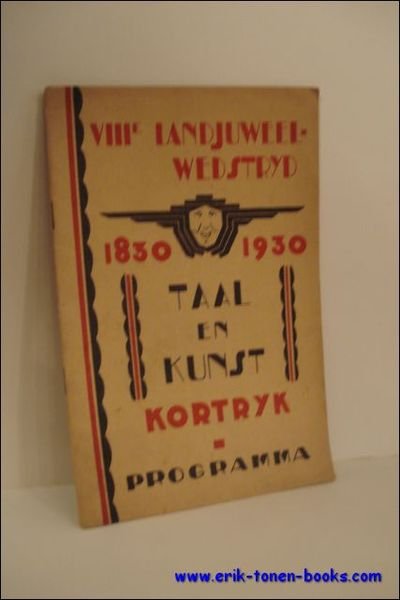 VIIIe LANDJUWEEL-
WEDSTRYD
1830 1930
TAAL
EN
KUNST
KORTRYK
=
PROGRAMMA
www.erik-tonen-books.com